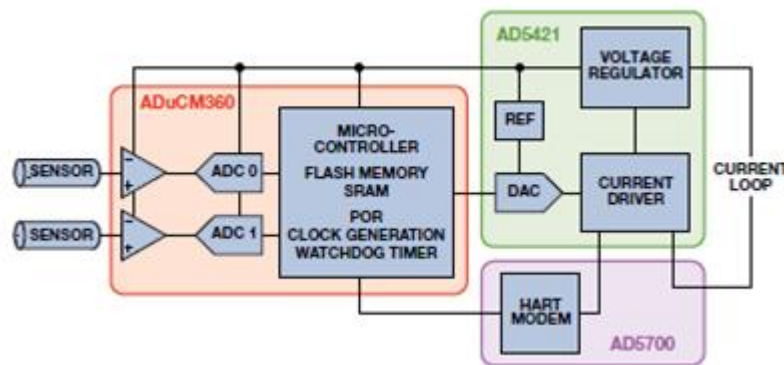 AD5421
VOLTAGE
REGULATOR
ADuCM360
REF
MICRO-
CONTROLLER
FLASH MEMORY
SRAM
POR
CLOCK GENERATION
WATCHDOG TIMER
SENSOR
- +
ADC 0
DAC
CURRENT
DRIVER
CURRENT
LOOP
SENSOR
- +
ADC 1
HART
MODEM
AD5700